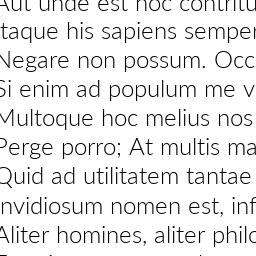 Aut unde est hoc contritu
Itaque his sapiens semper
Negare non possum. Occ
Si enim ad populum me v
Multoque hoc melius nos
Perge porro; At multis ma
Quid ad utilitatem tantae
Invidiosum nomen est, inf
Aliter homines, aliter philo